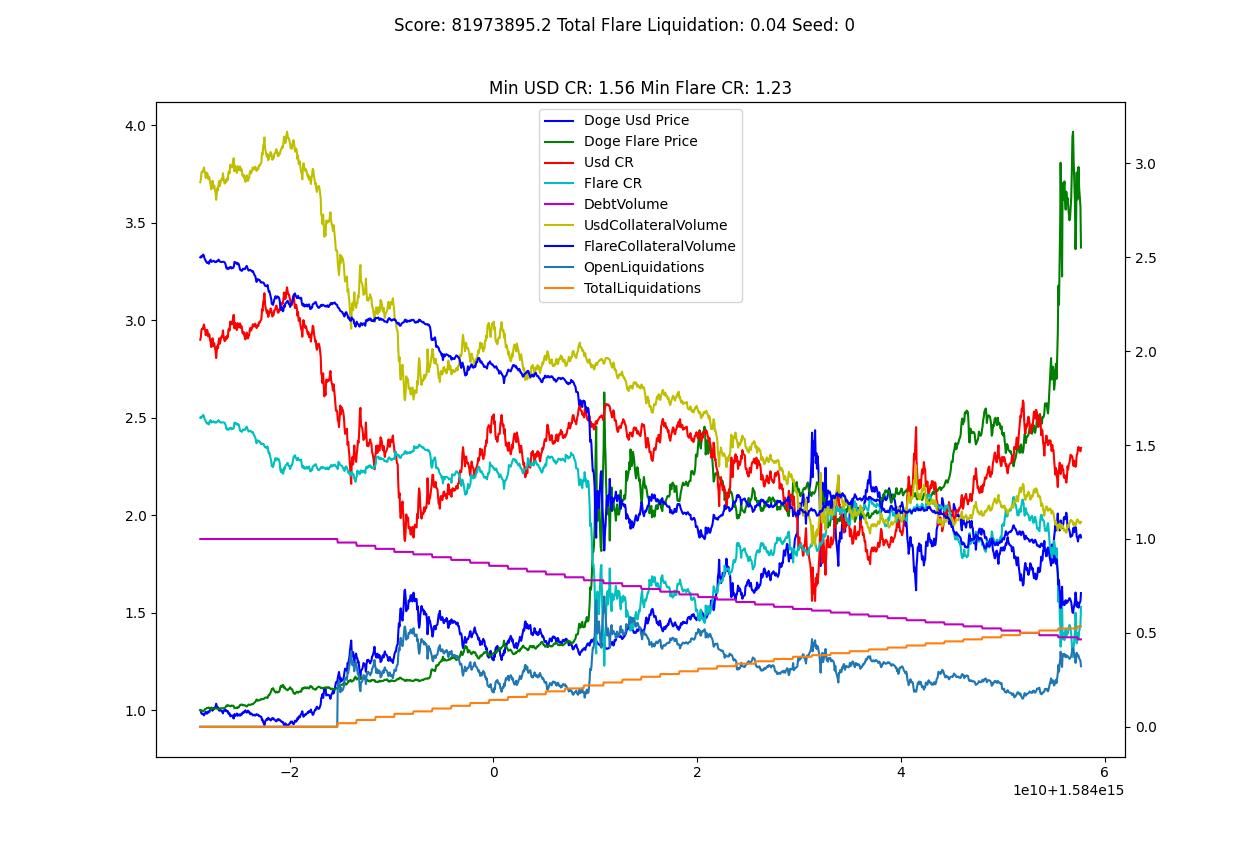 Score: 81973895.2 Total Flare Liquidation: 0.04 Seed: 0
Min USD CR: 1.56 Min Flare CR: 1.23
Doge Usd Price
Doge Flare Price
Usd CR
Flare CR
DebtVolume
UsdCollateralVolume
FlareCollateralVolume
OpenLiquidations
TotalLiquidations
4.0
3.5
3.0
2.5
2.0
1.5
1.0
3.0
2.5
2.0
1.5
1.0
0.5
0.0
−2 0 2 4 6
1e10+1.584e15